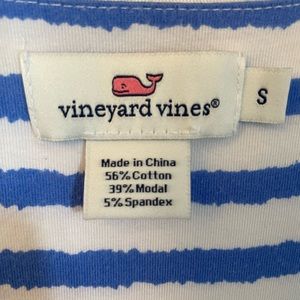 vineyard vines®
S
Made in China
56% Cotton
39% Modal
5% Spandex